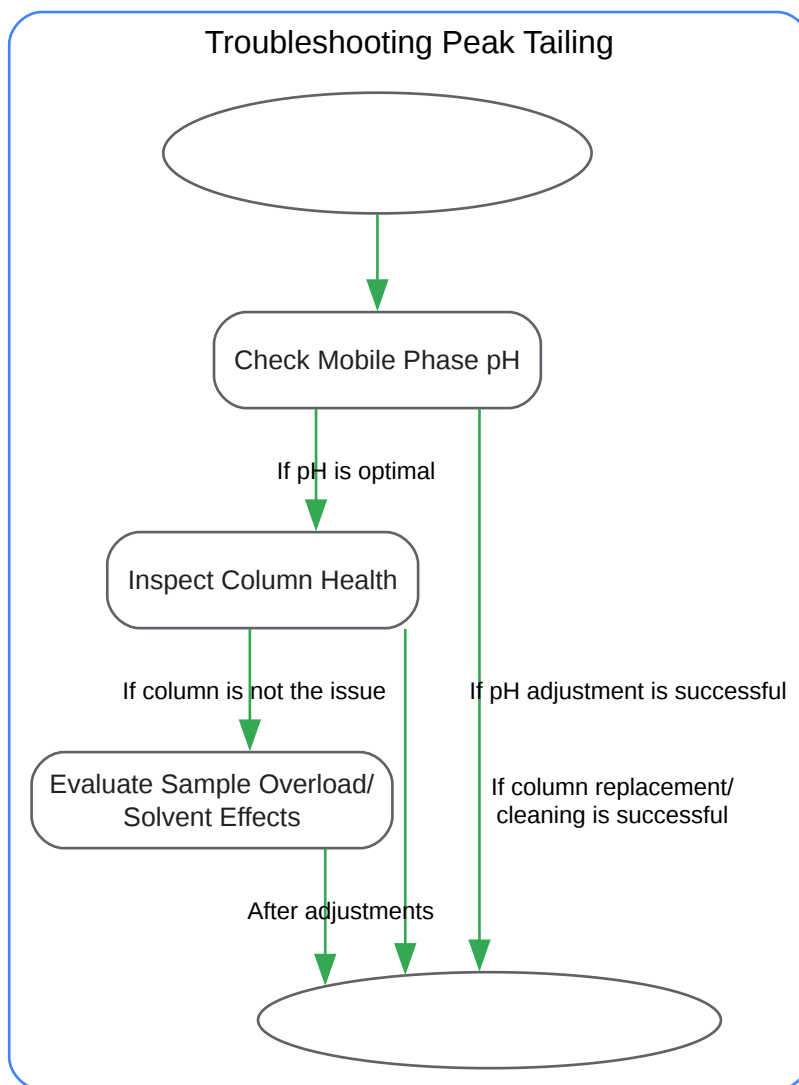 Troubleshooting Peak Tailing
Check Mobile Phase pH
If pH is optimal
Inspect Column Health
If column is not the issue
If pH adjustment is successful
Evaluate Sample Overload/
Solvent Effects
If column replacement/
cleaning is successful
After adjustments